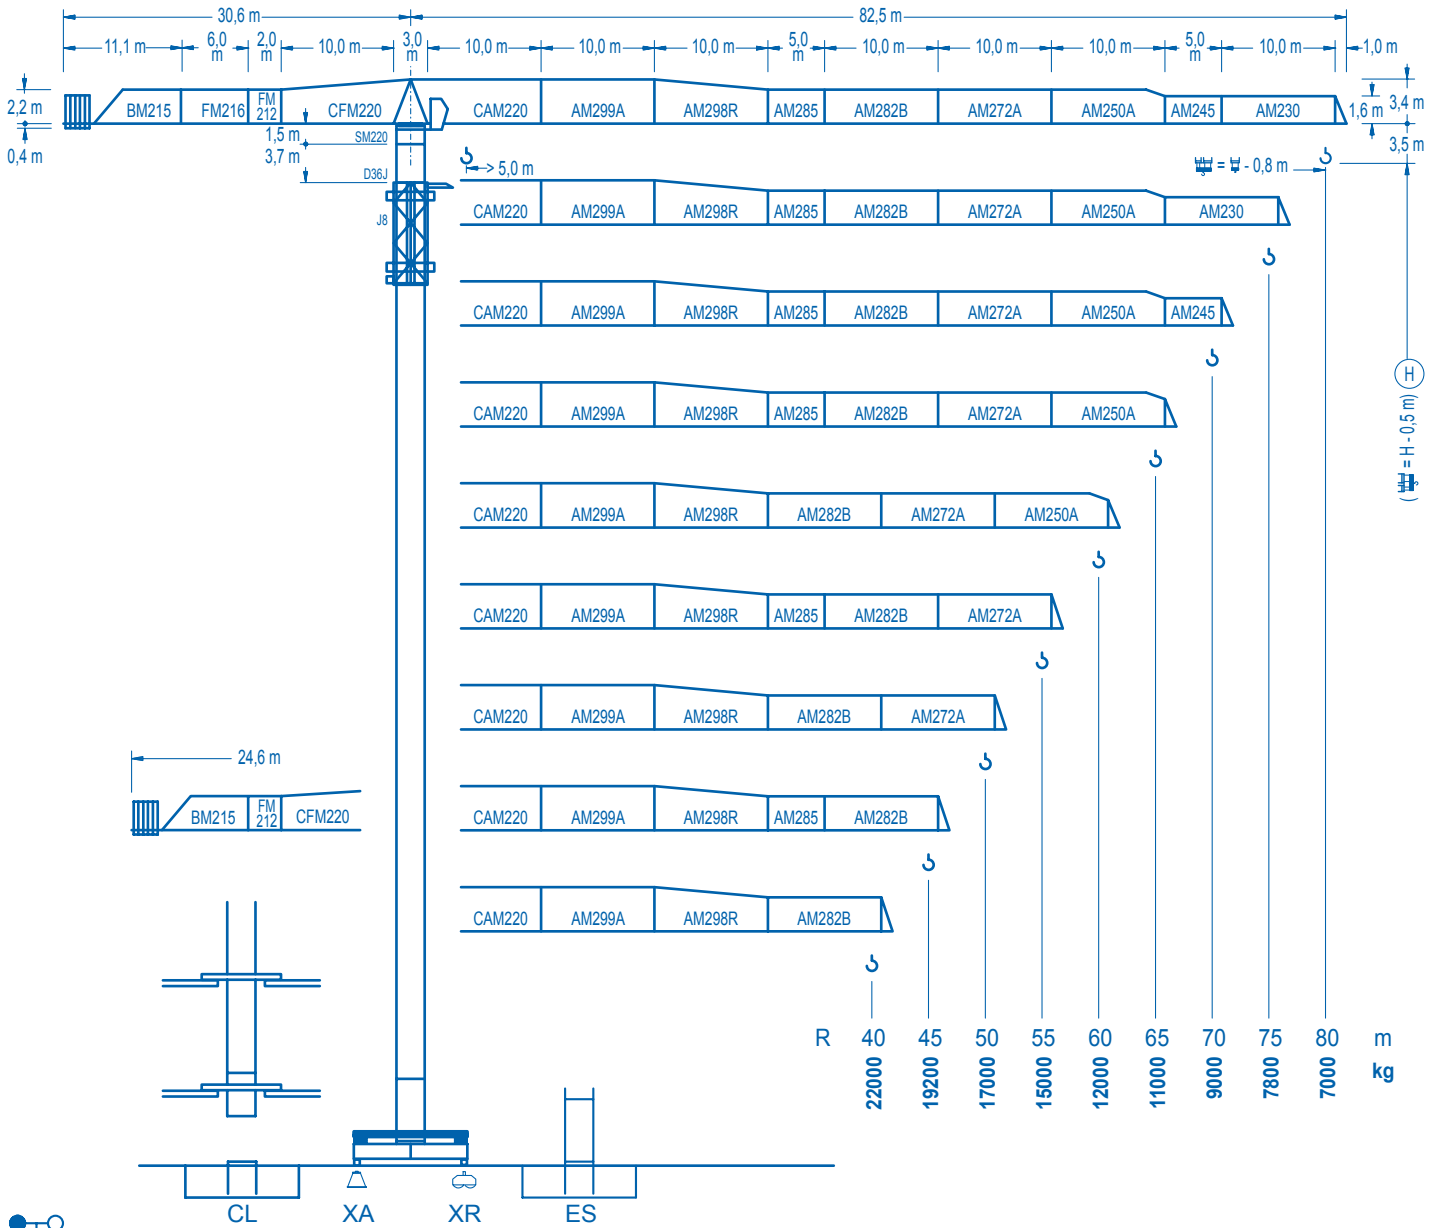 30,6 m 82,5 m
11,1 m 6,0 m 2,0 m 10,0 m 3,0 m 10,0 m 10,0 m 10,0 m 5,0 m 10,0 m 10,0 m 10,0 m 5,0 m 10,0 m 1,0 m
2,2 m BM215 FM216 FM 212 CFM220 CAM220 AM299A AM298R AM285 AM282B AM272A AM250A AM245 AM230 1,6 m 3,4 m
0,4 m 1,5 m SM220 3,5 m
3,7 m > 5,0 m = - 0,8 m
D36J
J8 CAM220 AM299A AM298R AM285 AM282B AM272A AM250A AM230
CAM220 AM299A AM298R AM285 AM282B AM272A AM250A AM245
H
( = H - 0,5 m)
CAM220 AM299A AM298R AM285 AM282B AM272A AM250A
CAM220 AM299A AM298R AM282B AM272A AM250A
CAM220 AM299A AM298R AM285 AM282B AM272A
CAM220 AM299A AM298R AM282B AM272A
24,6 m
BM215 FM 212 CFM220 CAM220 AM299A AM298R AM285 AM282B
CAM220 AM299A AM298R AM282B
R 40 45 50 55 60 65 70 75 80 m
22000 19200 17000 15000 12000 11000 9000 17800 7000 kg
CL XA XR ES